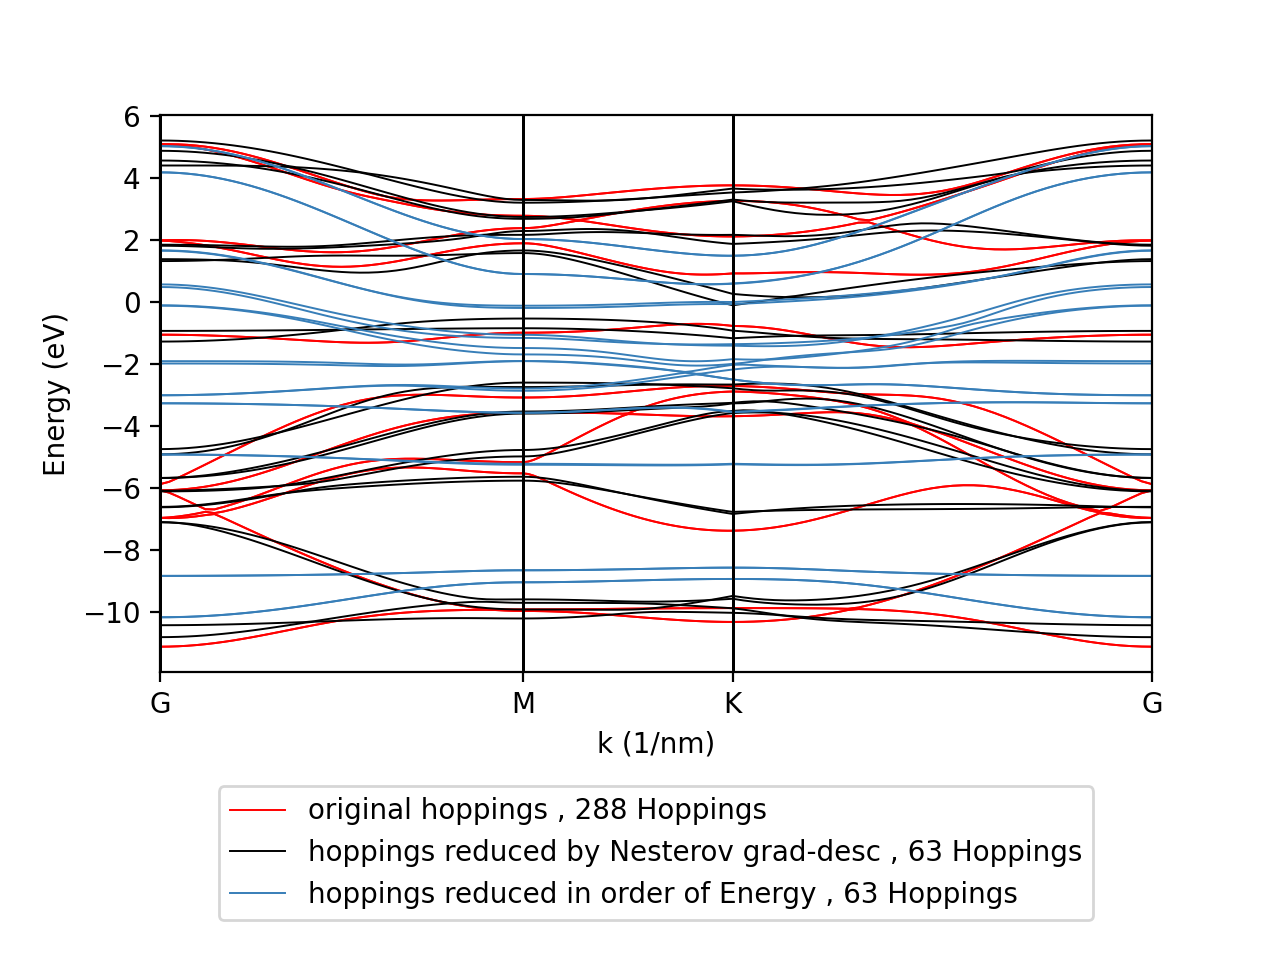 6
4
2
0
−2
−4
−6
−8
−10
Energy (eV)
G M K G
k (1/nm)
original hoppings , 288 Hoppings
hoppings reduced by Nesterov grad-desc , 63 Hoppings
hoppings reduced in order of Energy , 63 Hoppings